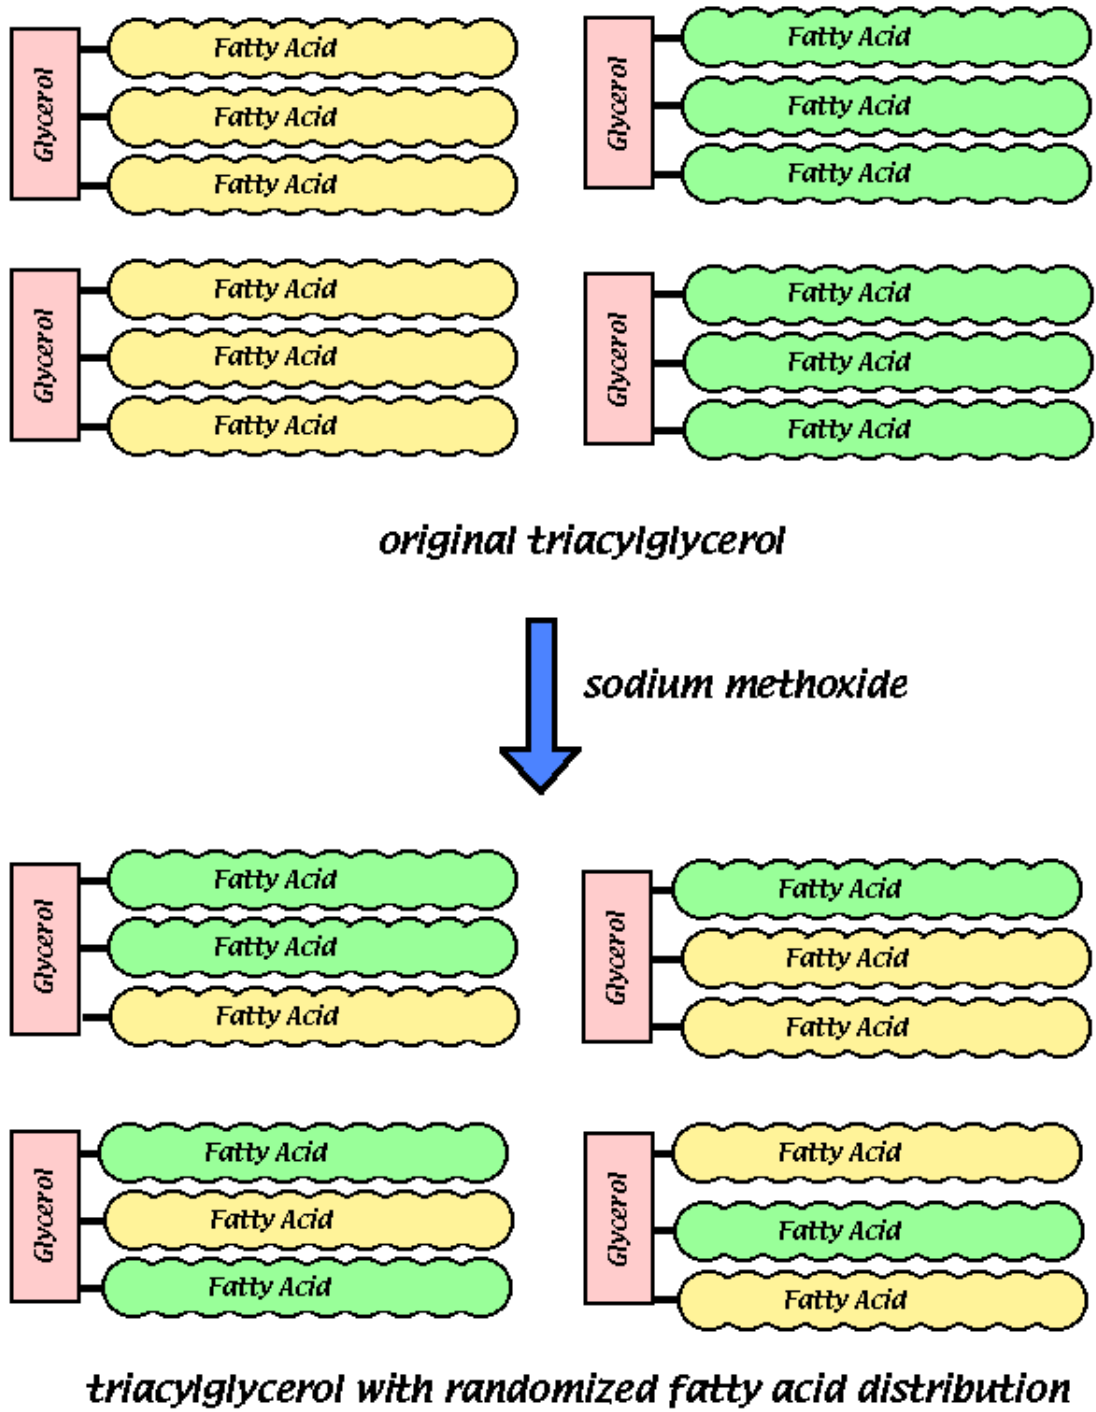 Glycerol
Fatty Acid
Fatty Acid
Fatty Acid
Glycerol
Fatty Acid
Fatty Acid
Fatty Acid
Glycerol
Fatty Acid
Fatty Acid
Fatty Acid
Glycerol
Fatty Acid
Fatty Acid
Fatty Acid
original triacylglycerol
sodium methoxide
Glycerol
Fatty Acid
Fatty Acid
Fatty Acid
Glycerol
Fatty Acid
Fatty Acid
Fatty Acid
Glycerol
Fatty Acid
Fatty Acid
Fatty Acid
Glycerol
Fatty Acid
Fatty Acid
Fatty Acid
triacylglycerol with randomized fatty acid distribution